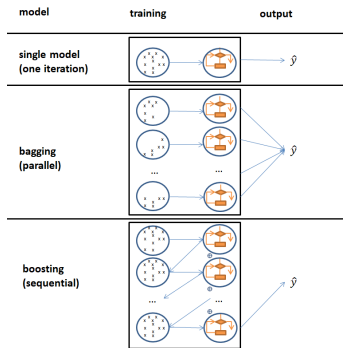 model training output
single model
(one iteration)
ŷ
bagging
(parallel)
... ...
ŷ
boosting
(sequential)
⊕
... ...
⊕
ŷ